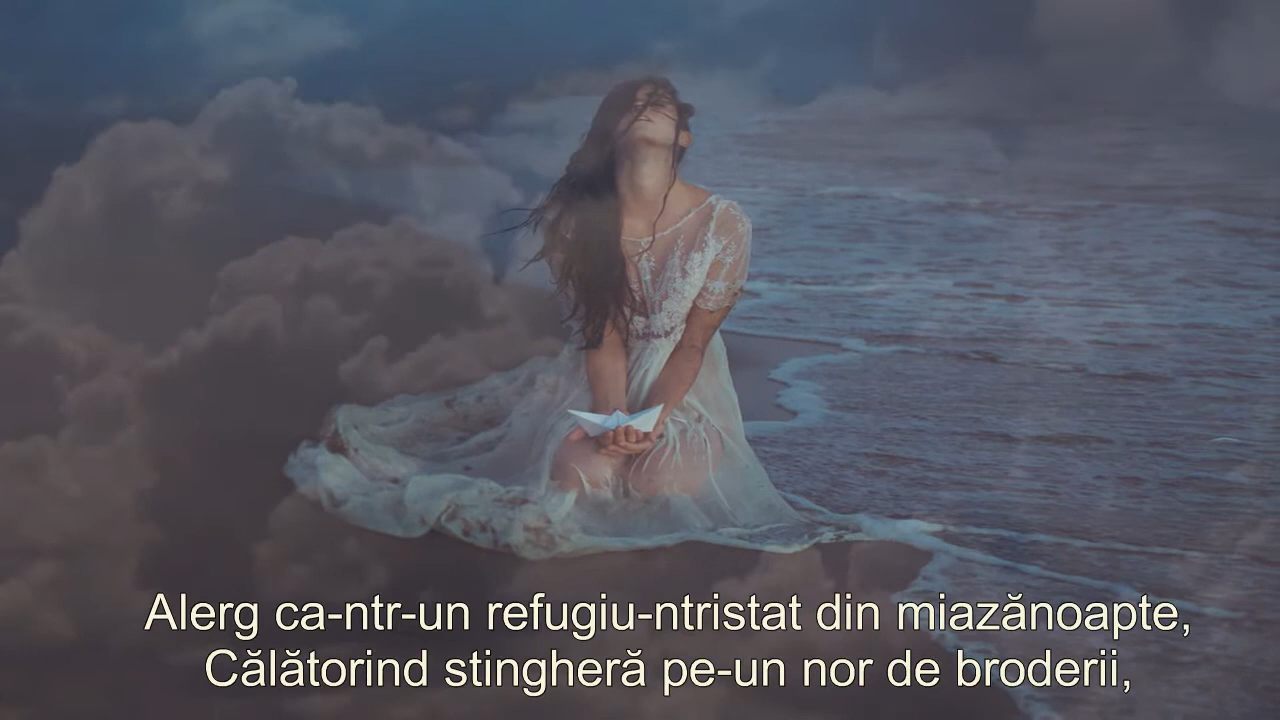 Alerg ca-ntr-un refugiu-ntristat din miazănoapte,
Călătorind stingheră pe-un nor de broderii,